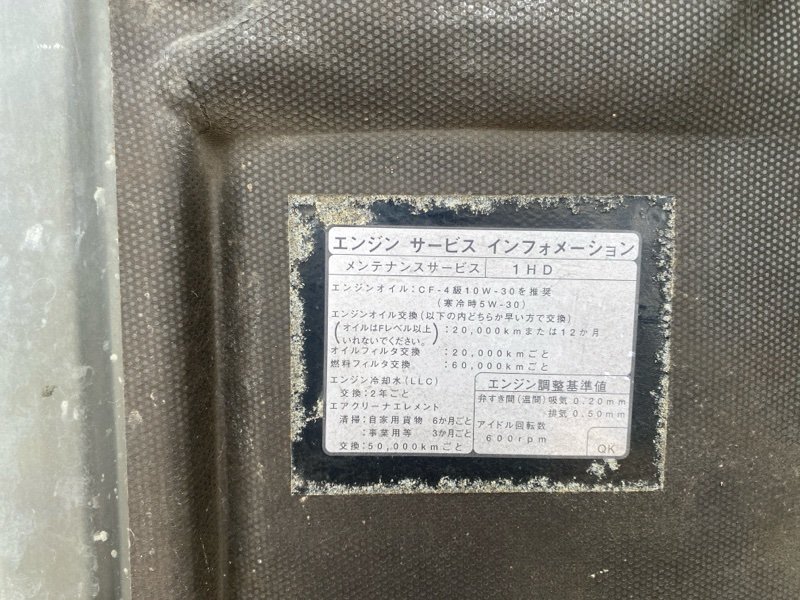 エンジン サービス インフォメーション
メンテナンスサービス 1HD
エンジンオイル:CF-4級10W-30を推奨
(寒冷時5W-30)
エンジンオイル交換(以下の内どちらか早い方で交換)
(オイルはFレベル以上いれないでください。):20,000kmまたは12か月
オイルフィルタ交換 :20,000kmごと
燃料フィルタ交換 :60,000kmごと
エンジン冷却水(LLC)
交換:2年ごと
エアクリーナエレメント
清掃:自家用貨物 6か月ごと
:事業用等 3か月ごと
交換:50,000kmごと
エンジン調整基準値
弁すき間(温間)吸気 0.20mm
排気 0.50mm
アイドル回転数
600rpm
QK